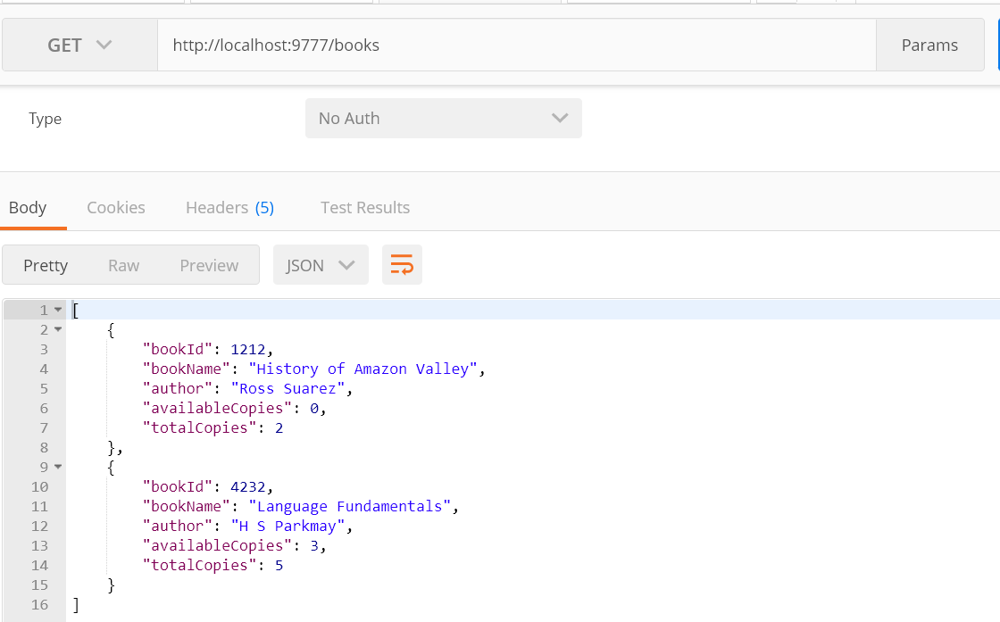 GET http://localhost:9777/books Params
Type No Auth
Body Cookies Headers (5) Test Results
Pretty Raw Preview JSON
1 [
2 {
3 "bookId": 1212,
4 "bookName": "History of Amazon Valley",
5 "author": "Ross Suarez",
6 "availableCopies": 0,
7 "totalCopies": 2
8 },
9 {
10 "bookId": 4232,
11 "bookName": "Language Fundamentals",
12 "author": "H S Parkmay",
13 "availableCopies": 3,
14 "totalCopies": 5
15 }
16 ]